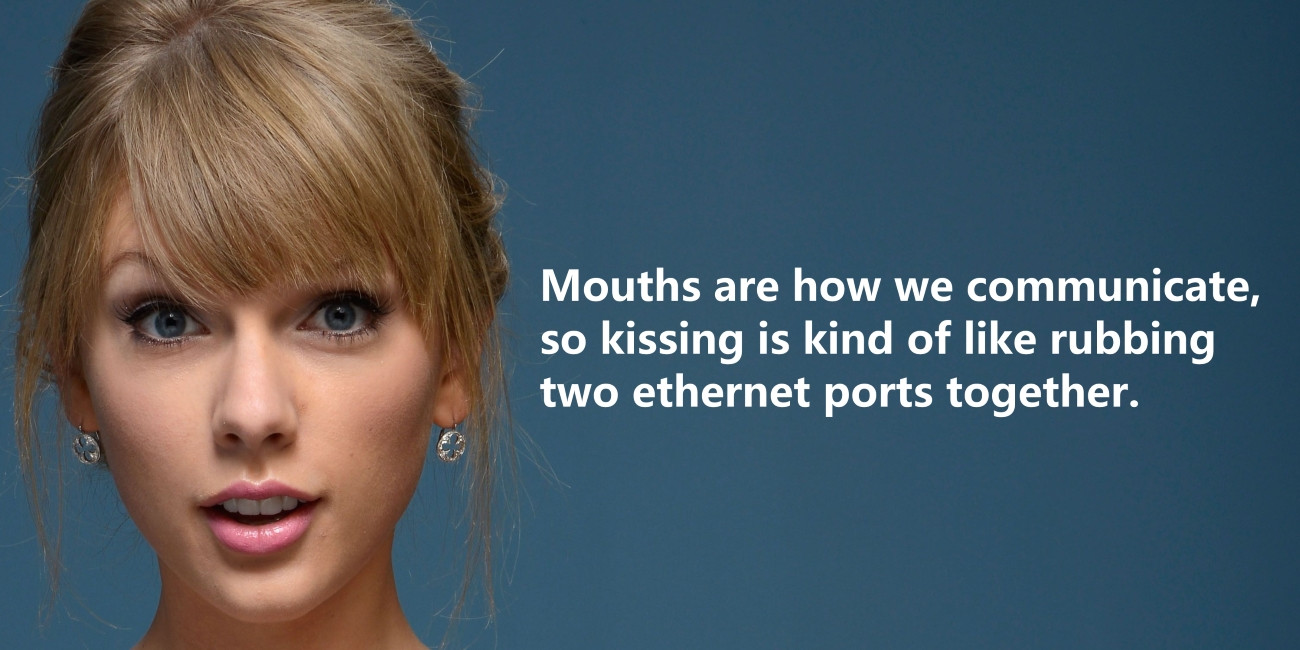 Mouths are how we communicate,
so kissing is kind of like rubbing
two ethernet ports together.